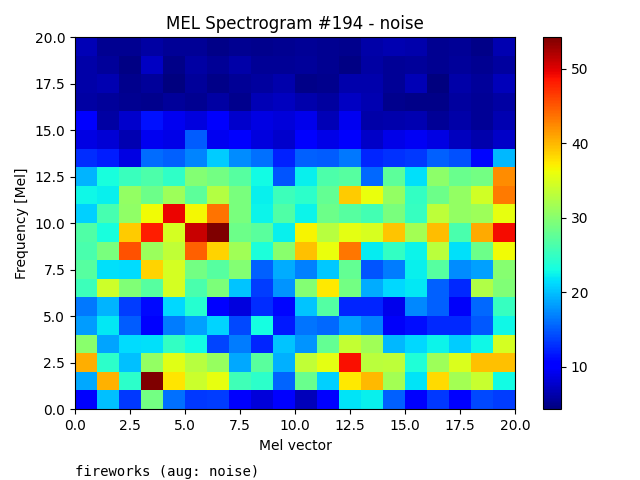 MEL Spectrogram #194 - noise
20.0
17.5
15.0
12.5
10.0
7.5
5.0
2.5
0.0
Frequency [Mel]
0.0 2.5 5.0 7.5 10.0 12.5 15.0 17.5 20.0
Mel vector
50
40
30
20
10
fireworks (aug: noise)